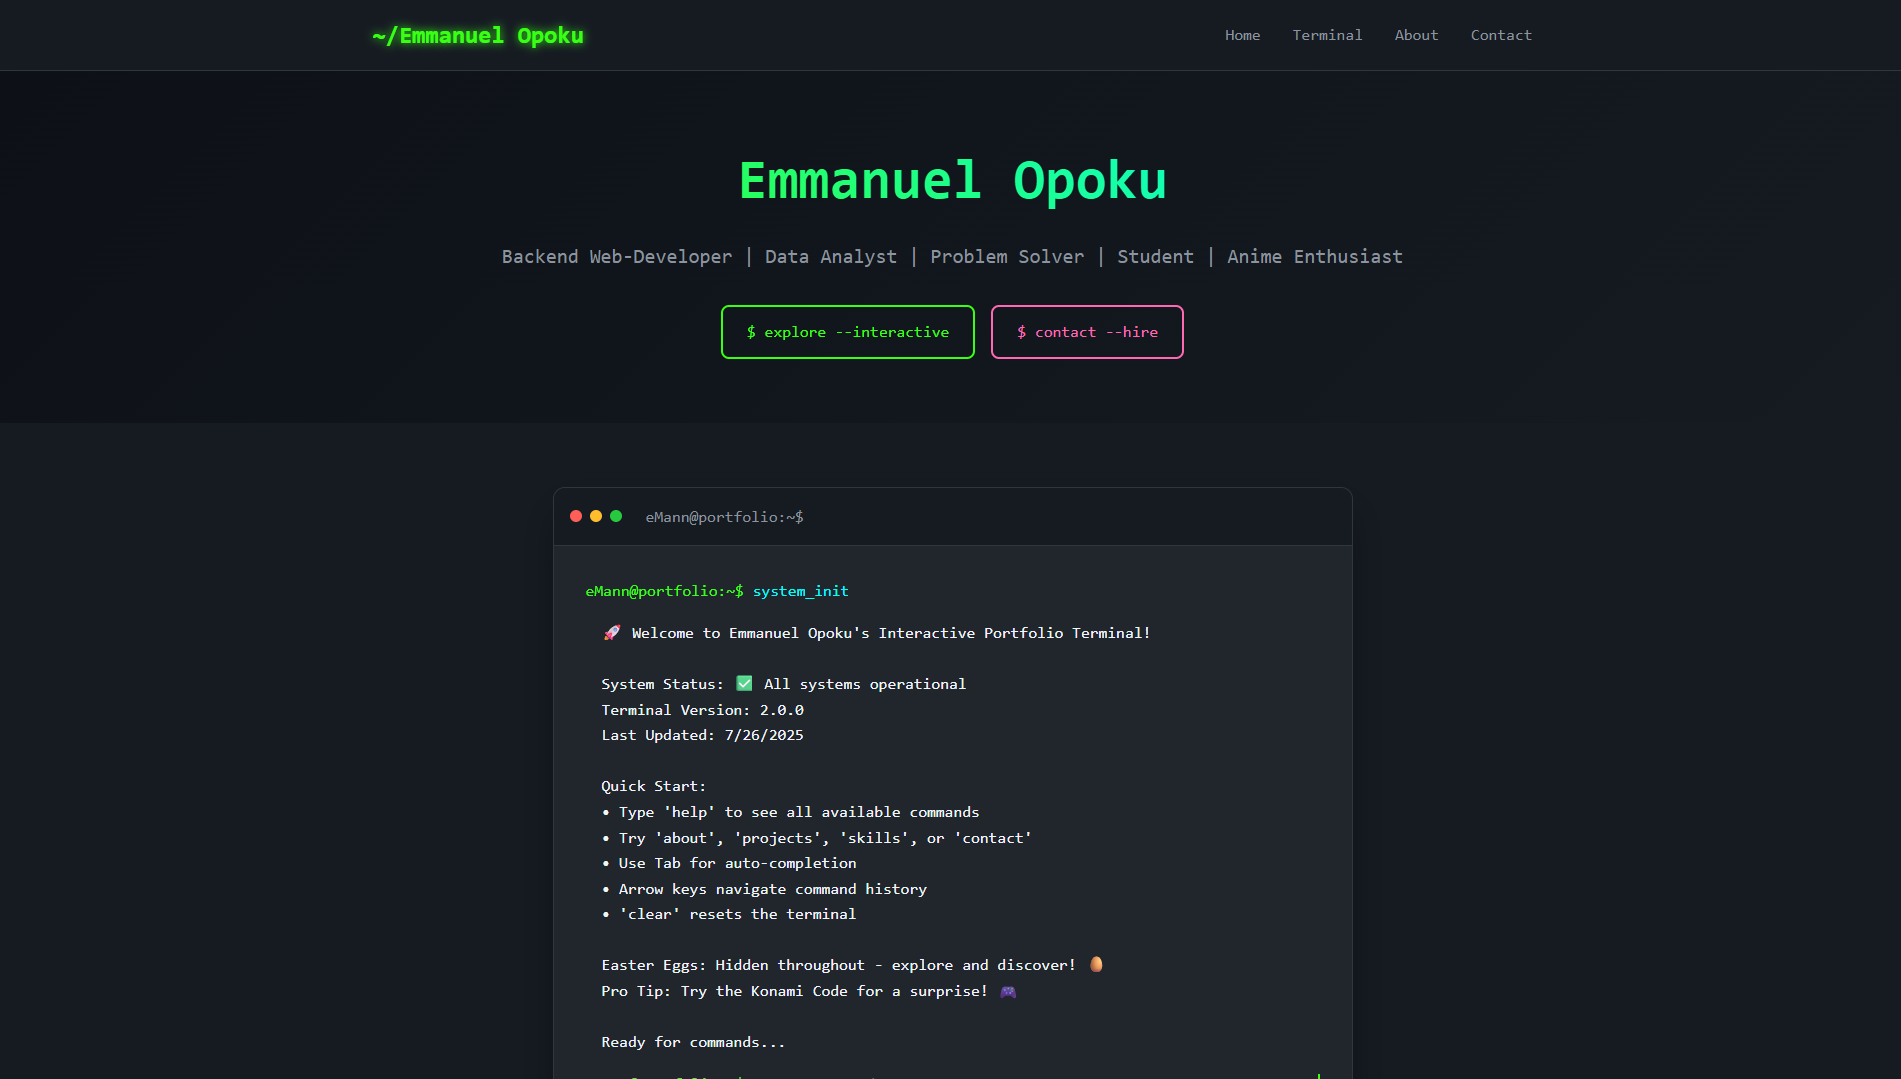 ~/Emmanuel Opoku
Home Terminal About Contact
Emmanuel Opoku
Backend Web-Developer | Data Analyst | Problem Solver | Student | Anime Enthusiast
$ explore --interactive
$ contact --hire
eMann@portfolio:~$
eMann@portfolio:~$ system_init
🚀 Welcome to Emmanuel Opoku's Interactive Portfolio Terminal!
System Status: ✅ All systems operational
Terminal Version: 2.0.0
Last Updated: 7/26/2025
Quick Start:
• Type 'help' to see all available commands
• Try 'about', 'projects', 'skills', or 'contact'
• Use Tab for auto-completion
• Arrow keys navigate command history
• 'clear' resets the terminal
Easter Eggs: Hidden throughout - explore and discover! 🥚
Pro Tip: Try the Konami Code for a surprise! 🎮
Ready for commands...